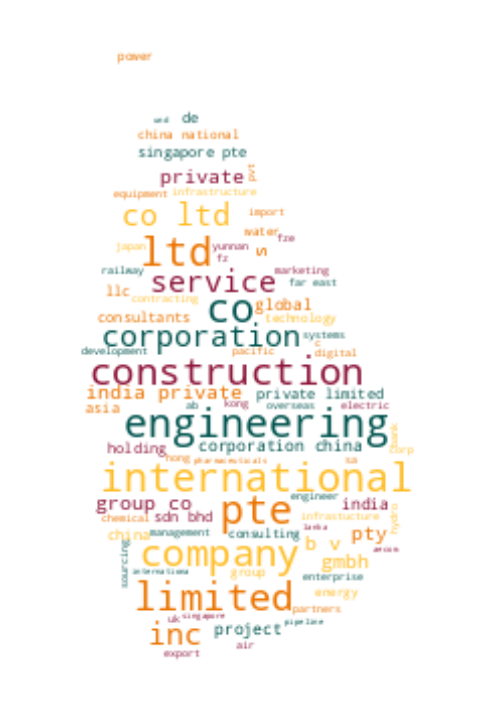 power
and de
china national
singapore pte
private pvt
equipment infrastructure
co ltd import
water fze
japan ltd yunnan s
fz
railway service marketing
far east
llc contracting co global
consultants technology
corporation systems
c
development pacific digital
construction
india private private limited
asia ab kong overseas electric
engineering bank
holding corporation china corp
hong pharmaceuticals sa
international
group co engineer india
pte hydro
chemical sdn bhd infrastucture
lanka
china management consulting pty
b v aecom
company gmbh
sourcing internationa group enterprise
limited energy
partners
uk singapore pipeline
inc project
air
export